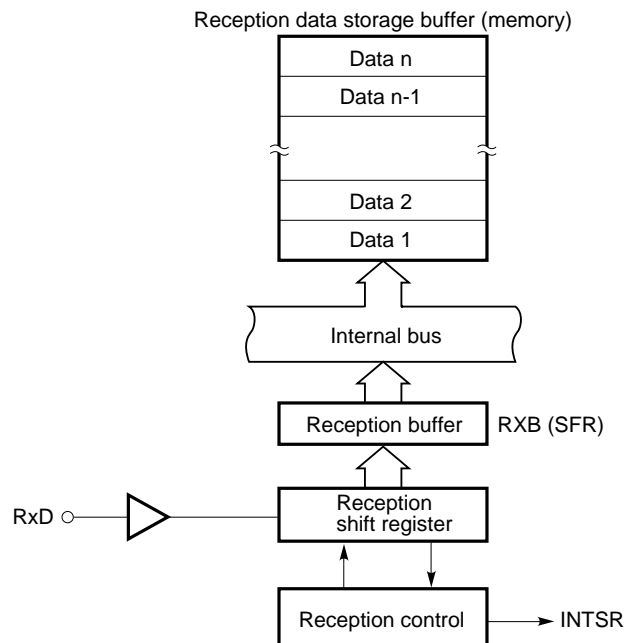 Reception data storage buffer (memory)
Data n
Data n-1
Data 2
Data 1
Internal bus
Reception buffer
RXB (SFR)
Reception
shift register
RxD
Reception control
INTSR